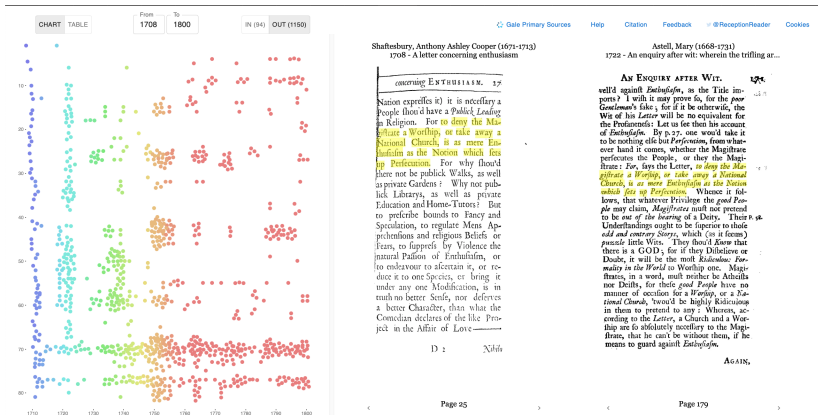 CHART TABLE
From
1708
To
1800
IN (94) OUT (1150)
Gale Primary Sources
Help
Citation
Feedback
@ReceptionReader
Cookies
10
20
30
40
50
60
70
80
1710 1720 1730 1740 1750 1760 1770 1780 1790 1800
Shaftesbury, Anthony Ashley Cooper (1671-1713)
1708 - A letter concerning enthusiasm
concerning ENTHUSIASM. 17
Nation expreſſes it) it is neceſſary a
People ſhou'd have a Publick Leading
in Religion. For to deny the Ma-
giſtrate a Worſhip, or take away a
National Church, is as mere En-
thuſiaſm as the Notion which ſets
up Perſecution. For why ſhou'd
there not be publick Walks, as well
as private Gardens? Why not pub-
lick Librarys, as well as private
Education and Home-Tutors? But
to preſcribe bounds to Fancy and
Speculation, to regulate Mens Ap-
prehenſions and religious Beliefs or
Fears, to ſuppreſs by Violence the
natural Paſſion of Enthuſiaſm, or
to endeavour to aſcertain it, or re-
duce it to one Species, or bring it
under any one Modification, is in
truth no better Senſe, nor deſerves
a better Character, than what the
Comedian declares of the like Pro-
ject in the Affair of Love
D 2 Nihilo
Page 25
Astell, Mary (1668-1731)
1722 - An enquiry after wit: wherein the trifling ar...
AN ENQUIRY AFTER WIT.
vell'd againſt Enthuſiaſm, as the Title im-
ports? I wiſh it may prove ſo, for the poor
Gentleman's ſake; for if it be otherwiſe, the
Wit of his Letter will be no equivalent for
the Profaneneſs: Let us ſee then his account
of Enthuſiaſm. By p. 27. one wou'd take it
to be nothing elſe but Perſecution, from what-
ever hand it comes, whether the Magiſtrate
perſecutes the People, or they the Magi-
ſtrate: For, ſays the Letter, to deny the Ma-
giſtrate a Worſhip, or take away a National
Church, is as mere Enthuſiaſm as the Notion
which ſets up Perſecution. Whence it fol-
lows, that whatever Privilege the good Peo-
ple may claim, Magiſtrates muſt not pretend
to be out of the hearing of a Deity. Their
Underſtandings ought to be ſuperior to thoſe
odd and contrary Storys, which (as it ſeems)
puzzle little Wits. They ſhou'd Know that
there is a GOD; for if they Disbelieve or
Doubt, it will be the moſt Ridiculous For-
mality in the World to Worſhip one. Magi-
ſtrates, in a word, muſt neither be Atheiſts
nor Deiſts, for theſe good People have no
manner of occaſion for a Worſhip, or a Na-
tional Church, 'twou'd be highly Ridiculous
in them to pretend to any: Whereas, ac-
cording to the Letter, a Church and a Wor-
ſhip are ſo abſolutely neceſſary to the Magi-
ſtrate, that he can't be without them, if he
means to guard againſt Enthuſiaſm.
AGAIN,
Page 179